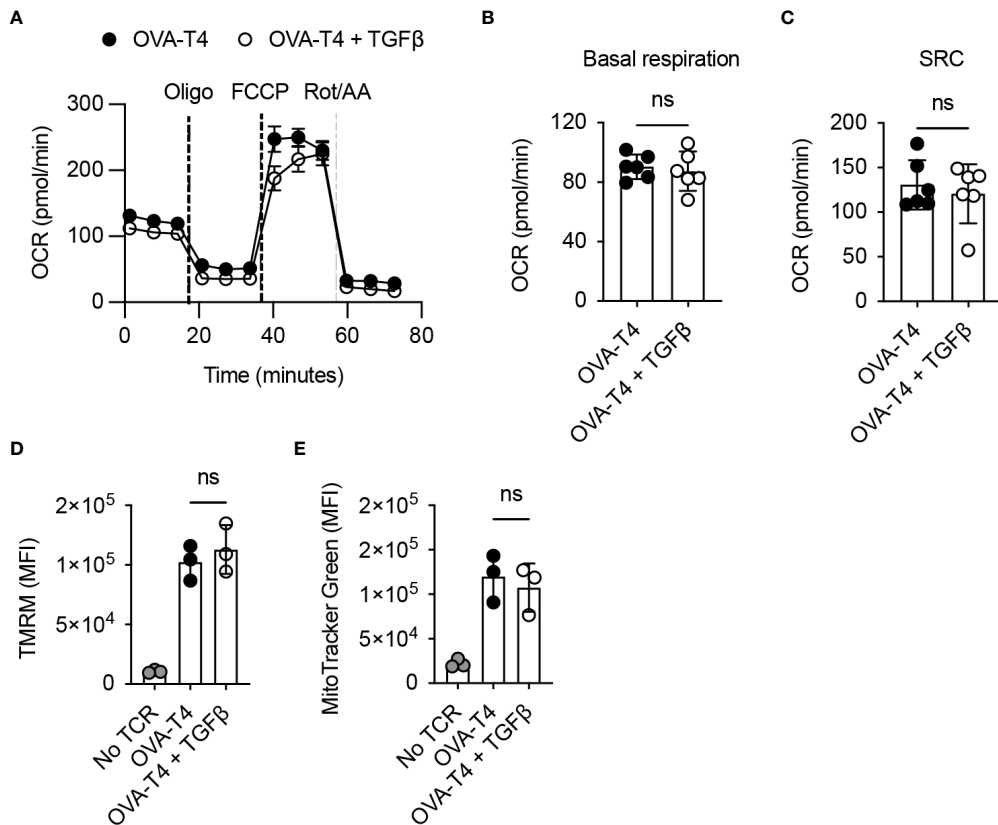 A
OVA-T4 OVA-T4 + TGFβ
Oligo FCCP Rot/AA
OCR (pmol/min)
300
200
100
0
0 20 40 60 80
Time (minutes)
B
Basal respiration
ns
OCR (pmol/min)
120
80
40
0
OVA-T4
OVA-T4 + TGFβ
C
SRC
ns
OCR (pmol/min)
200
150
100
50
0
OVA-T4
OVA-T4 + TGFβ
D
ns
TMRM (MFI)
2×10⁵
1×10⁵
5×10⁴
0
No TCR
OVA-T4
OVA-T4 + TGFβ
E
ns
MitoTracker Green (MFI)
2×10⁵
2×10⁵
1×10⁵
5×10⁴
0
No TCR
OVA-T4
OVA-T4 + TGFβ